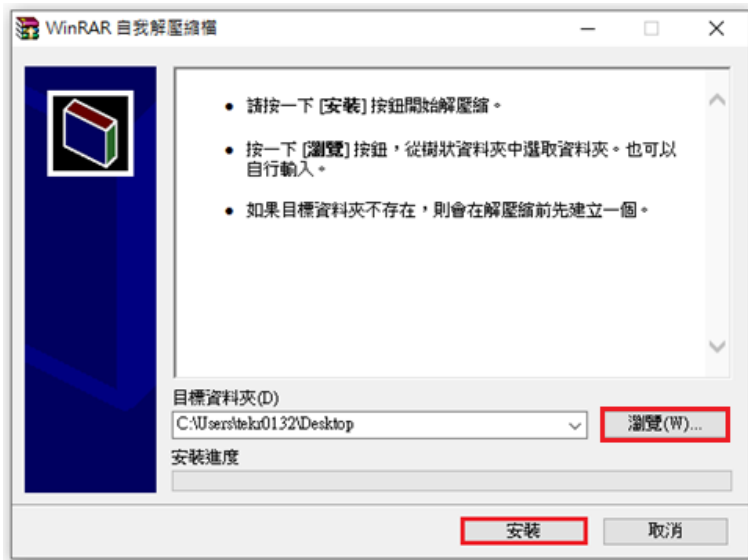 WinRAR 自我解壓縮檔
請按一下 [安裝] 按鈕開始解壓縮。
按一下 [瀏覽] 按鈕，從樹狀資料夾中選取資料夾。也可以
自行輸入。
如果目標資料夾不存在，則會在解壓縮前先建立一個。
目標資料夾(D)
C:\Users\tekr0132\Desktop
瀏覽(W)...
安裝進度
安裝
取消